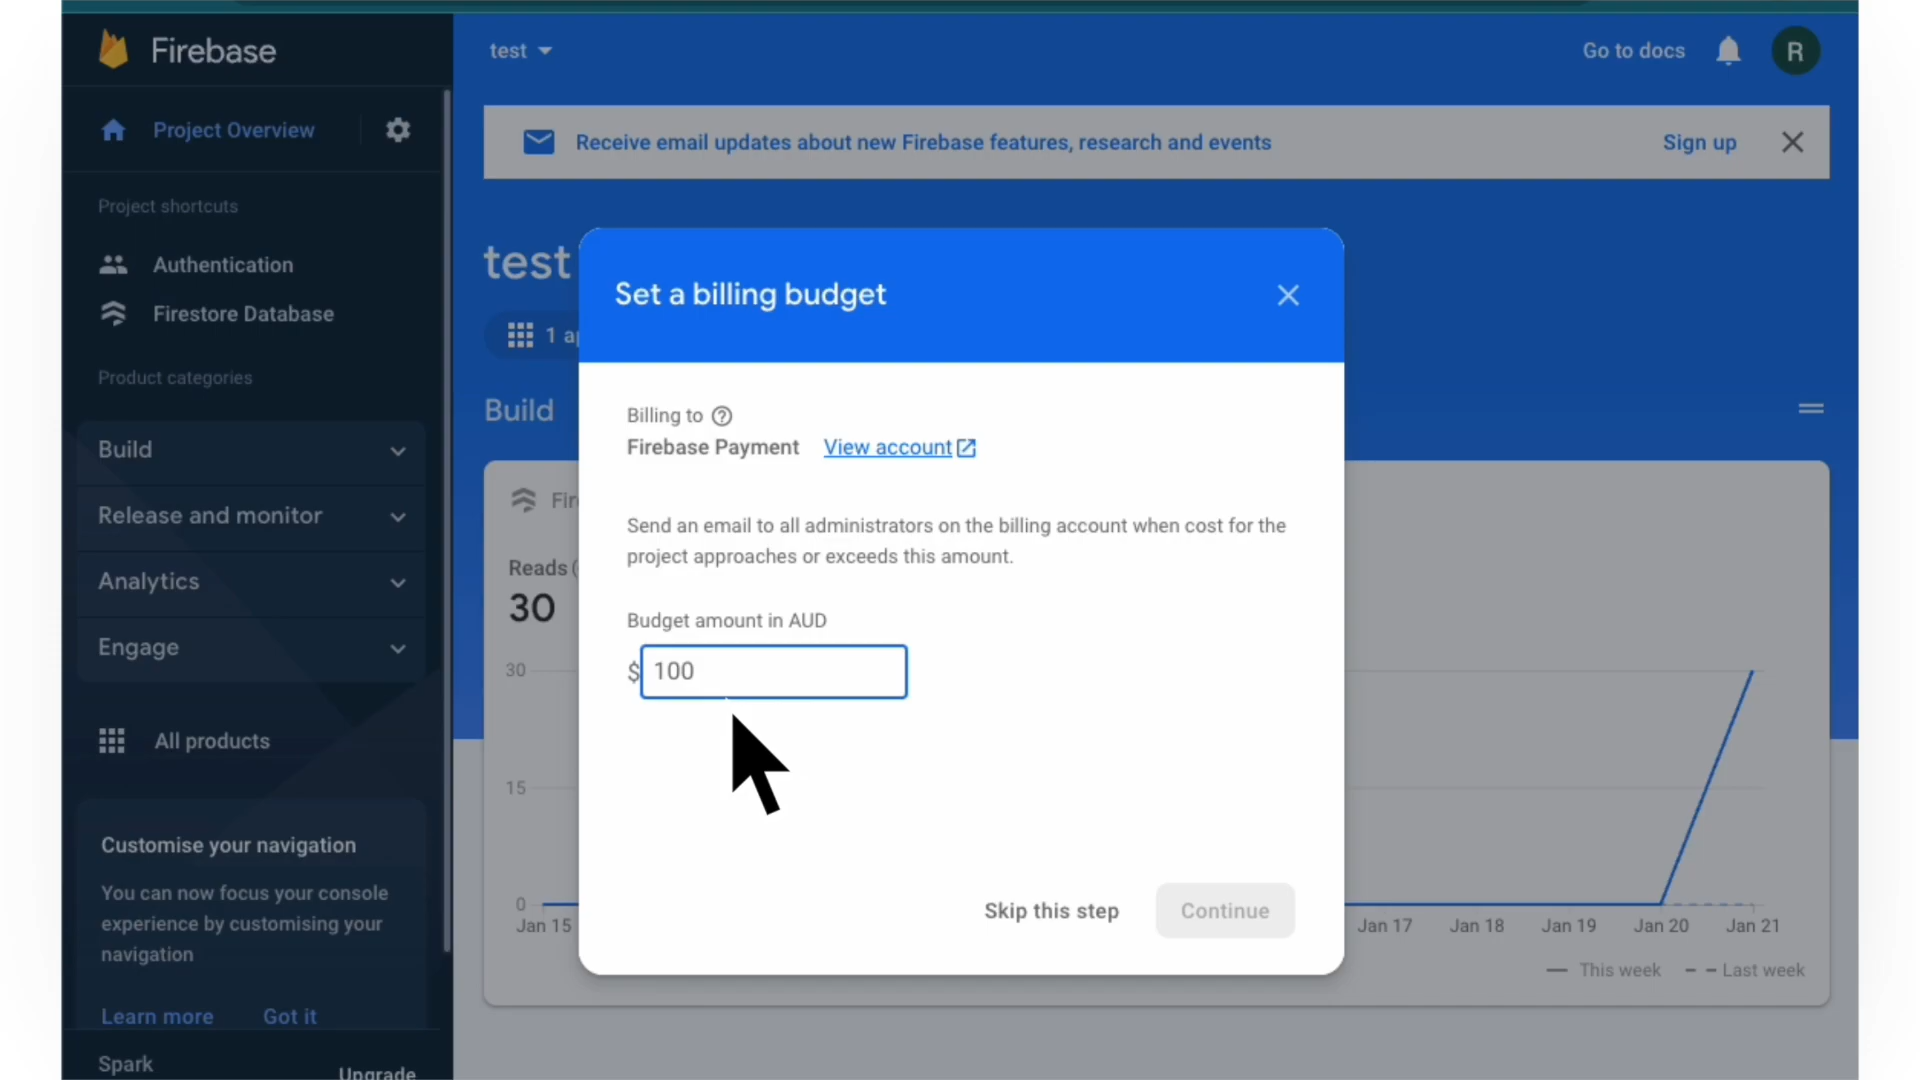 Firebase
test
Go to docs
R
Project Overview
Receive email updates about new Firebase features, research and events
Sign up
Project shortcuts
Authentication
Firestore Database
Product categories
Build
Release and monitor
Analytics
Engage
All products
Customise your navigation
You can now focus your console
experience by customising your
navigation
Learn more Got it
Spark
Upgrade
test
1
Build
Reads
30
30
15
0
Jan 15
Jan 17 Jan 18 Jan 19 Jan 20 Jan 21
This week Last week
Set a billing budget
Billing to
Firebase Payment View account
Send an email to all administrators on the billing account when cost for the
project approaches or exceeds this amount.
Budget amount in AUD
$ 100
Skip this step Continue